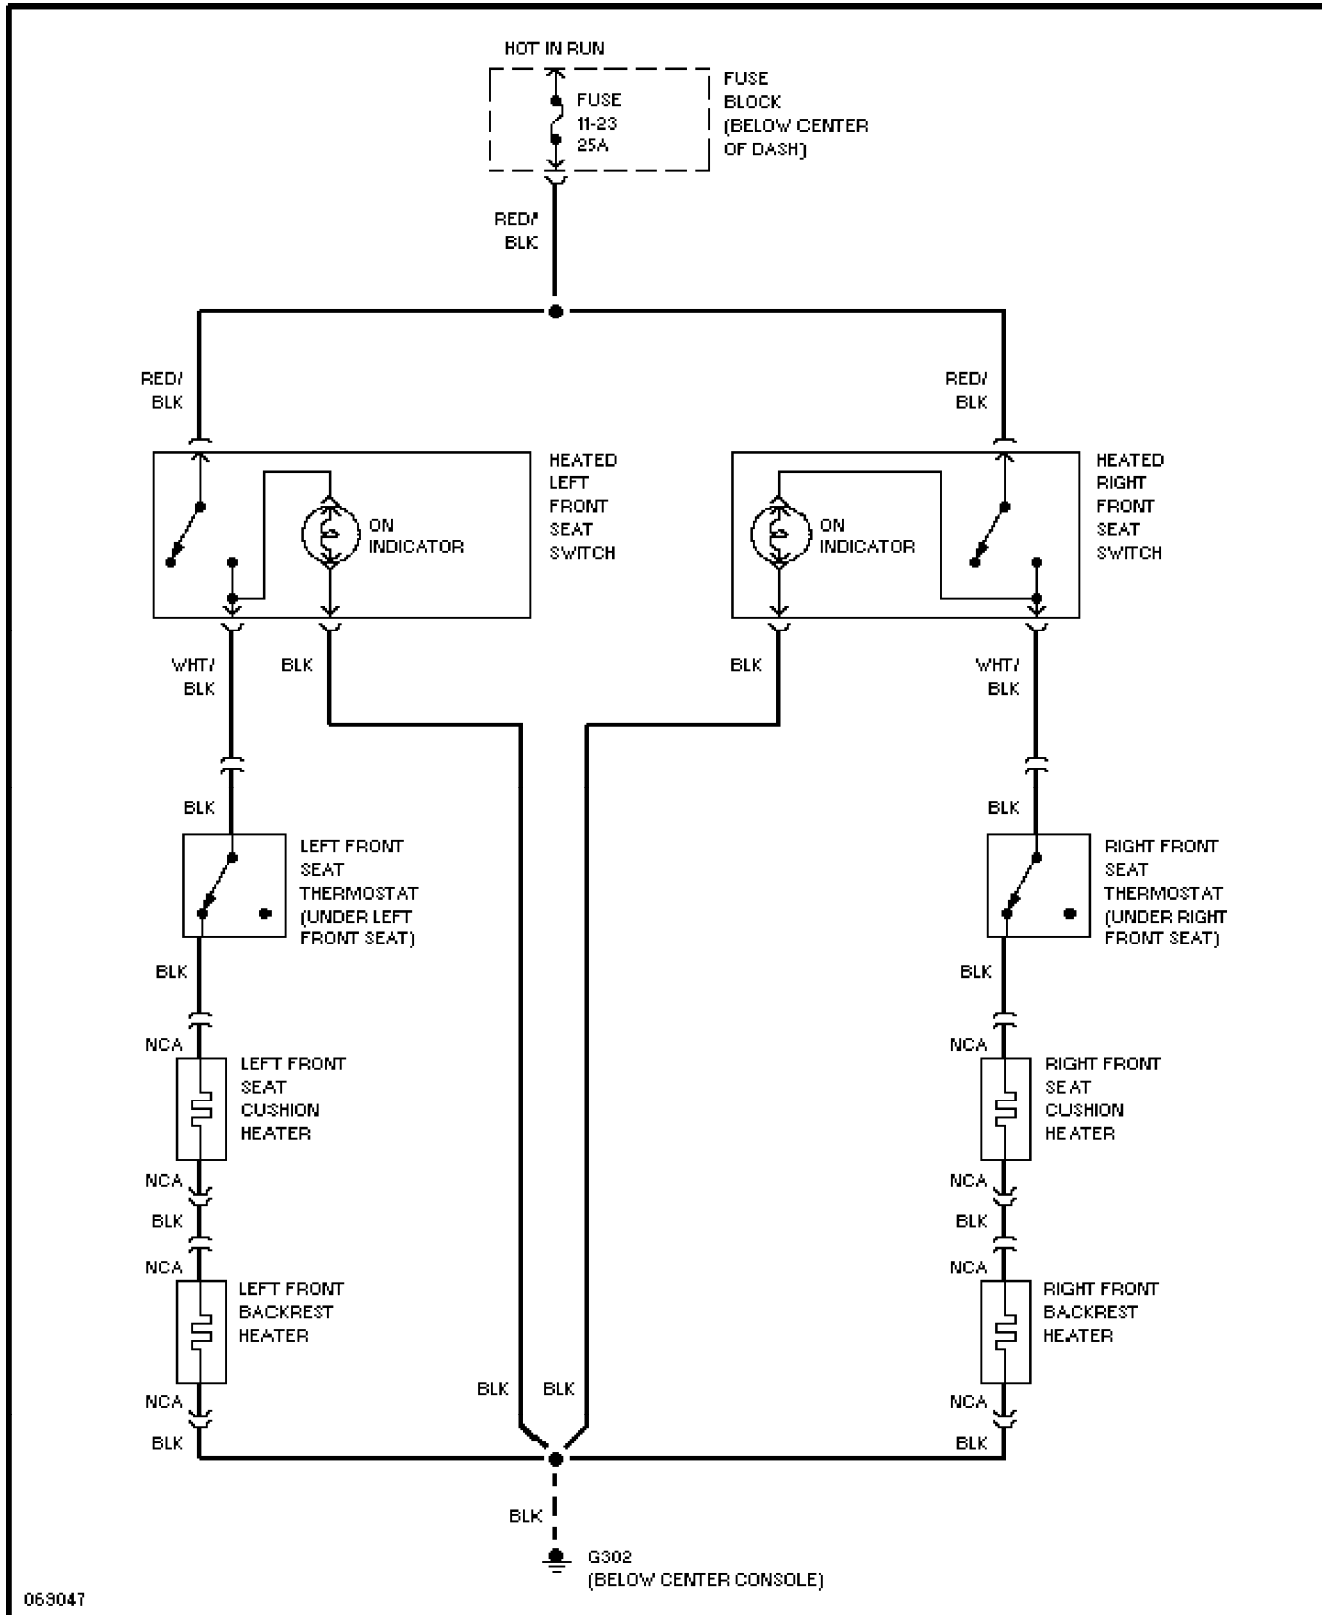 HOT IN RUN
FUSE
11-23
25A
FUSE
BLOCK
(BELOW CENTER
OF DASH)
RED/
BLK
RED/
BLK
RED/
BLK
ON
INDICATOR
HEATED
LEFT
FRONT
SEAT
SWITCH
ON
INDICATOR
HEATED
RIGHT
FRONT
SEAT
SWITCH
WHT/
BLK
BLK
BLK
WHT/
BLK
BLK
LEFT FRONT
SEAT
THERMOSTAT
(UNDER LEFT
FRONT SEAT)
BLK
RIGHT FRONT
SEAT
THERMOSTAT
(UNDER RIGHT
FRONT SEAT)
BLK
NCA
LEFT FRONT
SEAT
CUSHION
HEATER
NCA
BLK
BLK
NCA
RIGHT FRONT
SEAT
CUSHION
HEATER
NCA
BLK
NCA
LEFT FRONT
BACKREST
HEATER
NCA
BLK
NCA
RIGHT FRONT
BACKREST
HEATER
NCA
BLK
BLK
BLK
BLK
G302
(BELOW CENTER CONSOLE)
069047